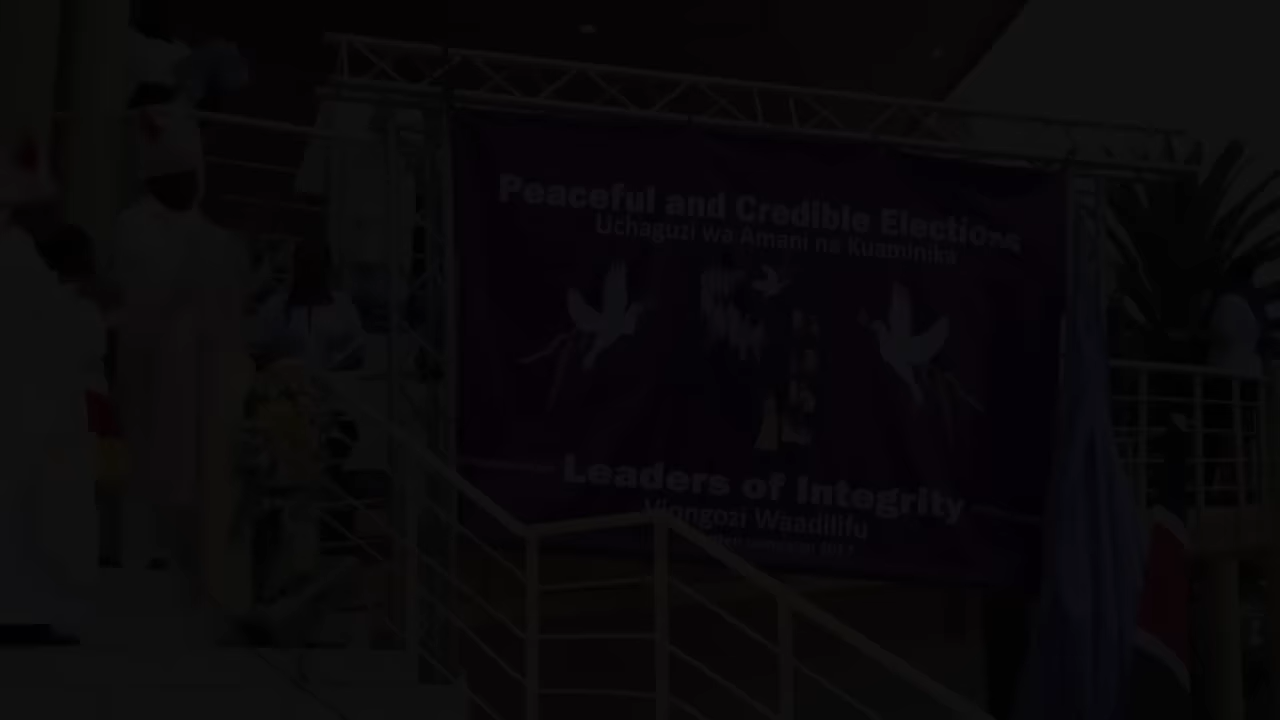 Peaceful and Credible Elections
Uchaguzi wa Amani na Kuaminika
Leaders of Integrity
Viongozi Waadilifu